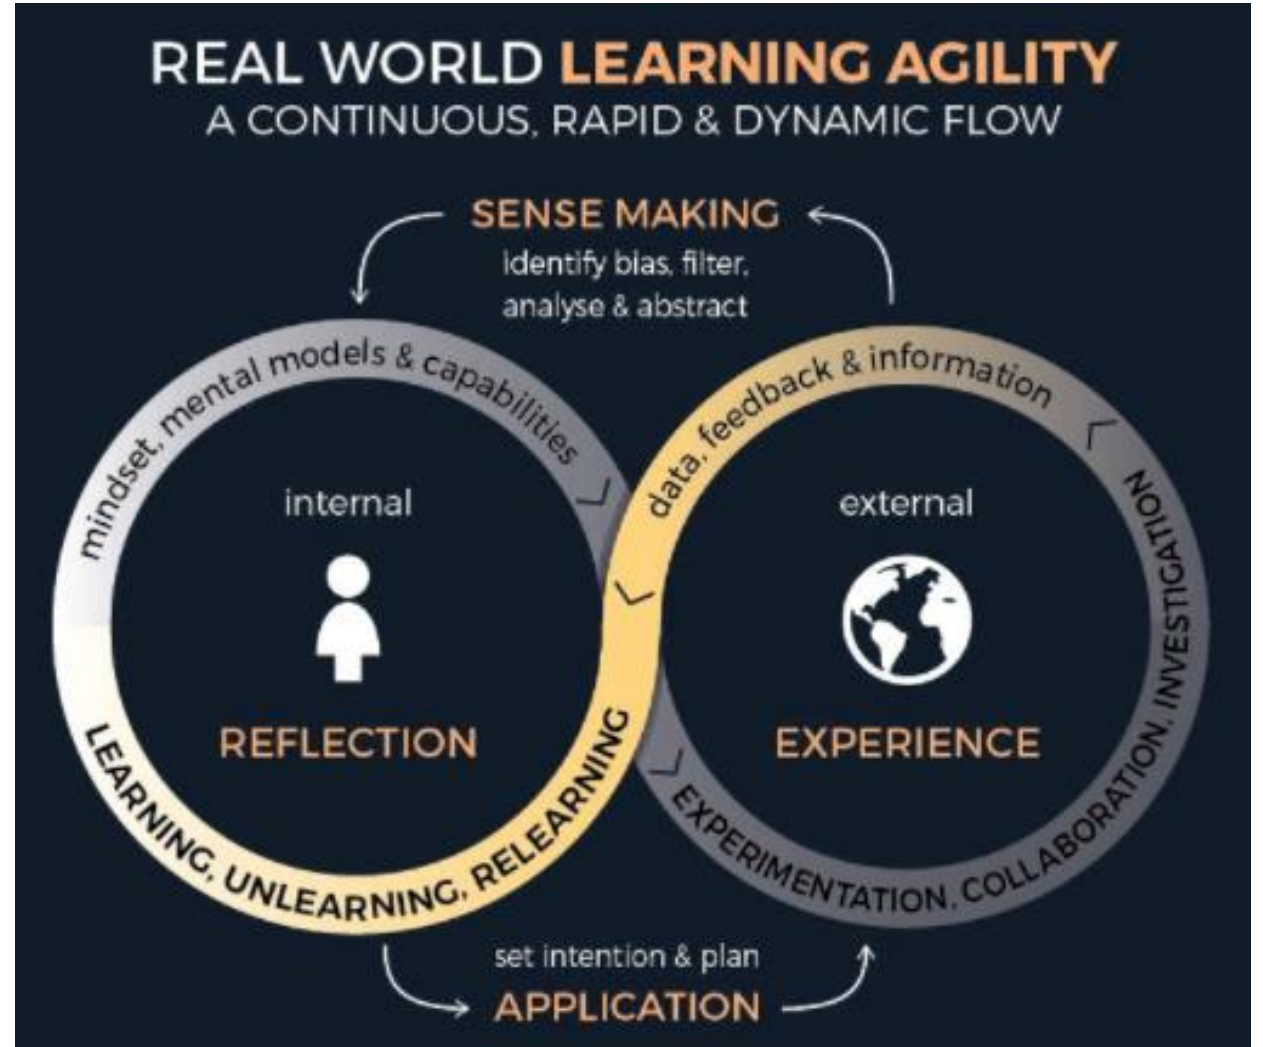 REAL WORLD LEARNING AGILITY
A CONTINUOUS, RAPID & DYNAMIC FLOW
SENSE MAKING
identify bias, filter,
analyse & abstract
mindset, mental models & capabilities
data, feedback & information
internal
external
REFLECTION
EXPERIENCE
LEARNING, UNLEARNING, RELEARNING
EXPERIMENTATION, COLLABORATION, INVESTIGATION
set intention & plan
APPLICATION